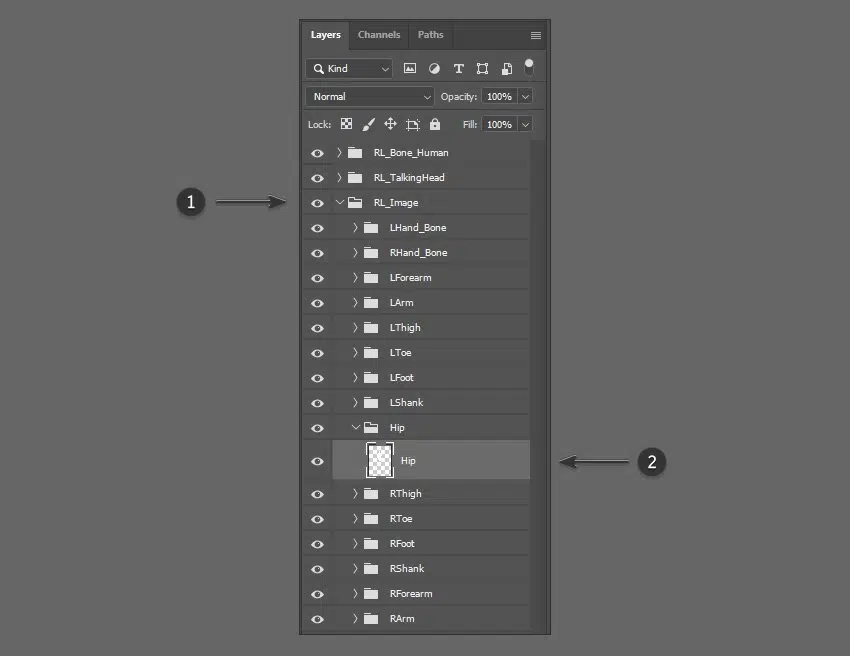 Layers Channels Paths
Kind
Normal Opacity: 100%
Lock: Fill: 100%
RL_Bone_Human
RL_TalkingHead
1 RL_Image
LHand_Bone
RHand_Bone
LForearm
LArm
LThigh
LToe
LFoot
LShank
Hip
Hip 2
RThigh
RToe
RFoot
RShank
RForearm
RArm